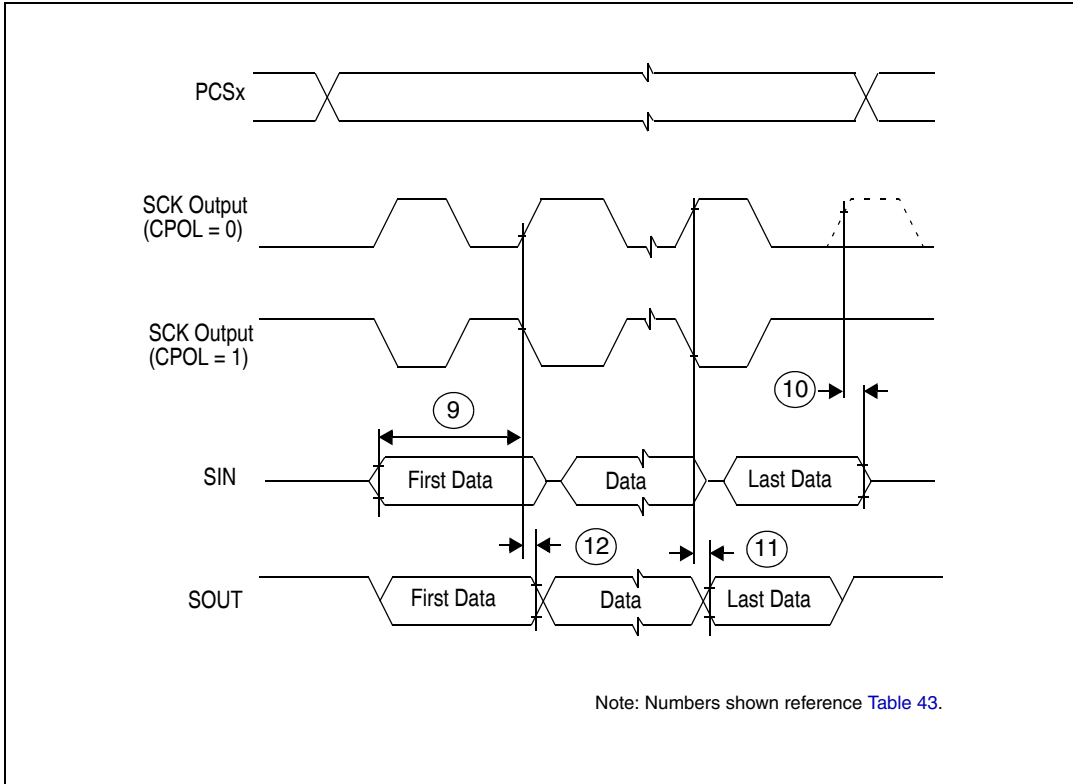 PCSx
SCK Output
(CPOL = 0)
SCK Output
(CPOL = 1)
10
9
SIN
First Data
Data
Last Data
12
11
SOUT
First Data
Data
Last Data
Note: Numbers shown reference Table 43.